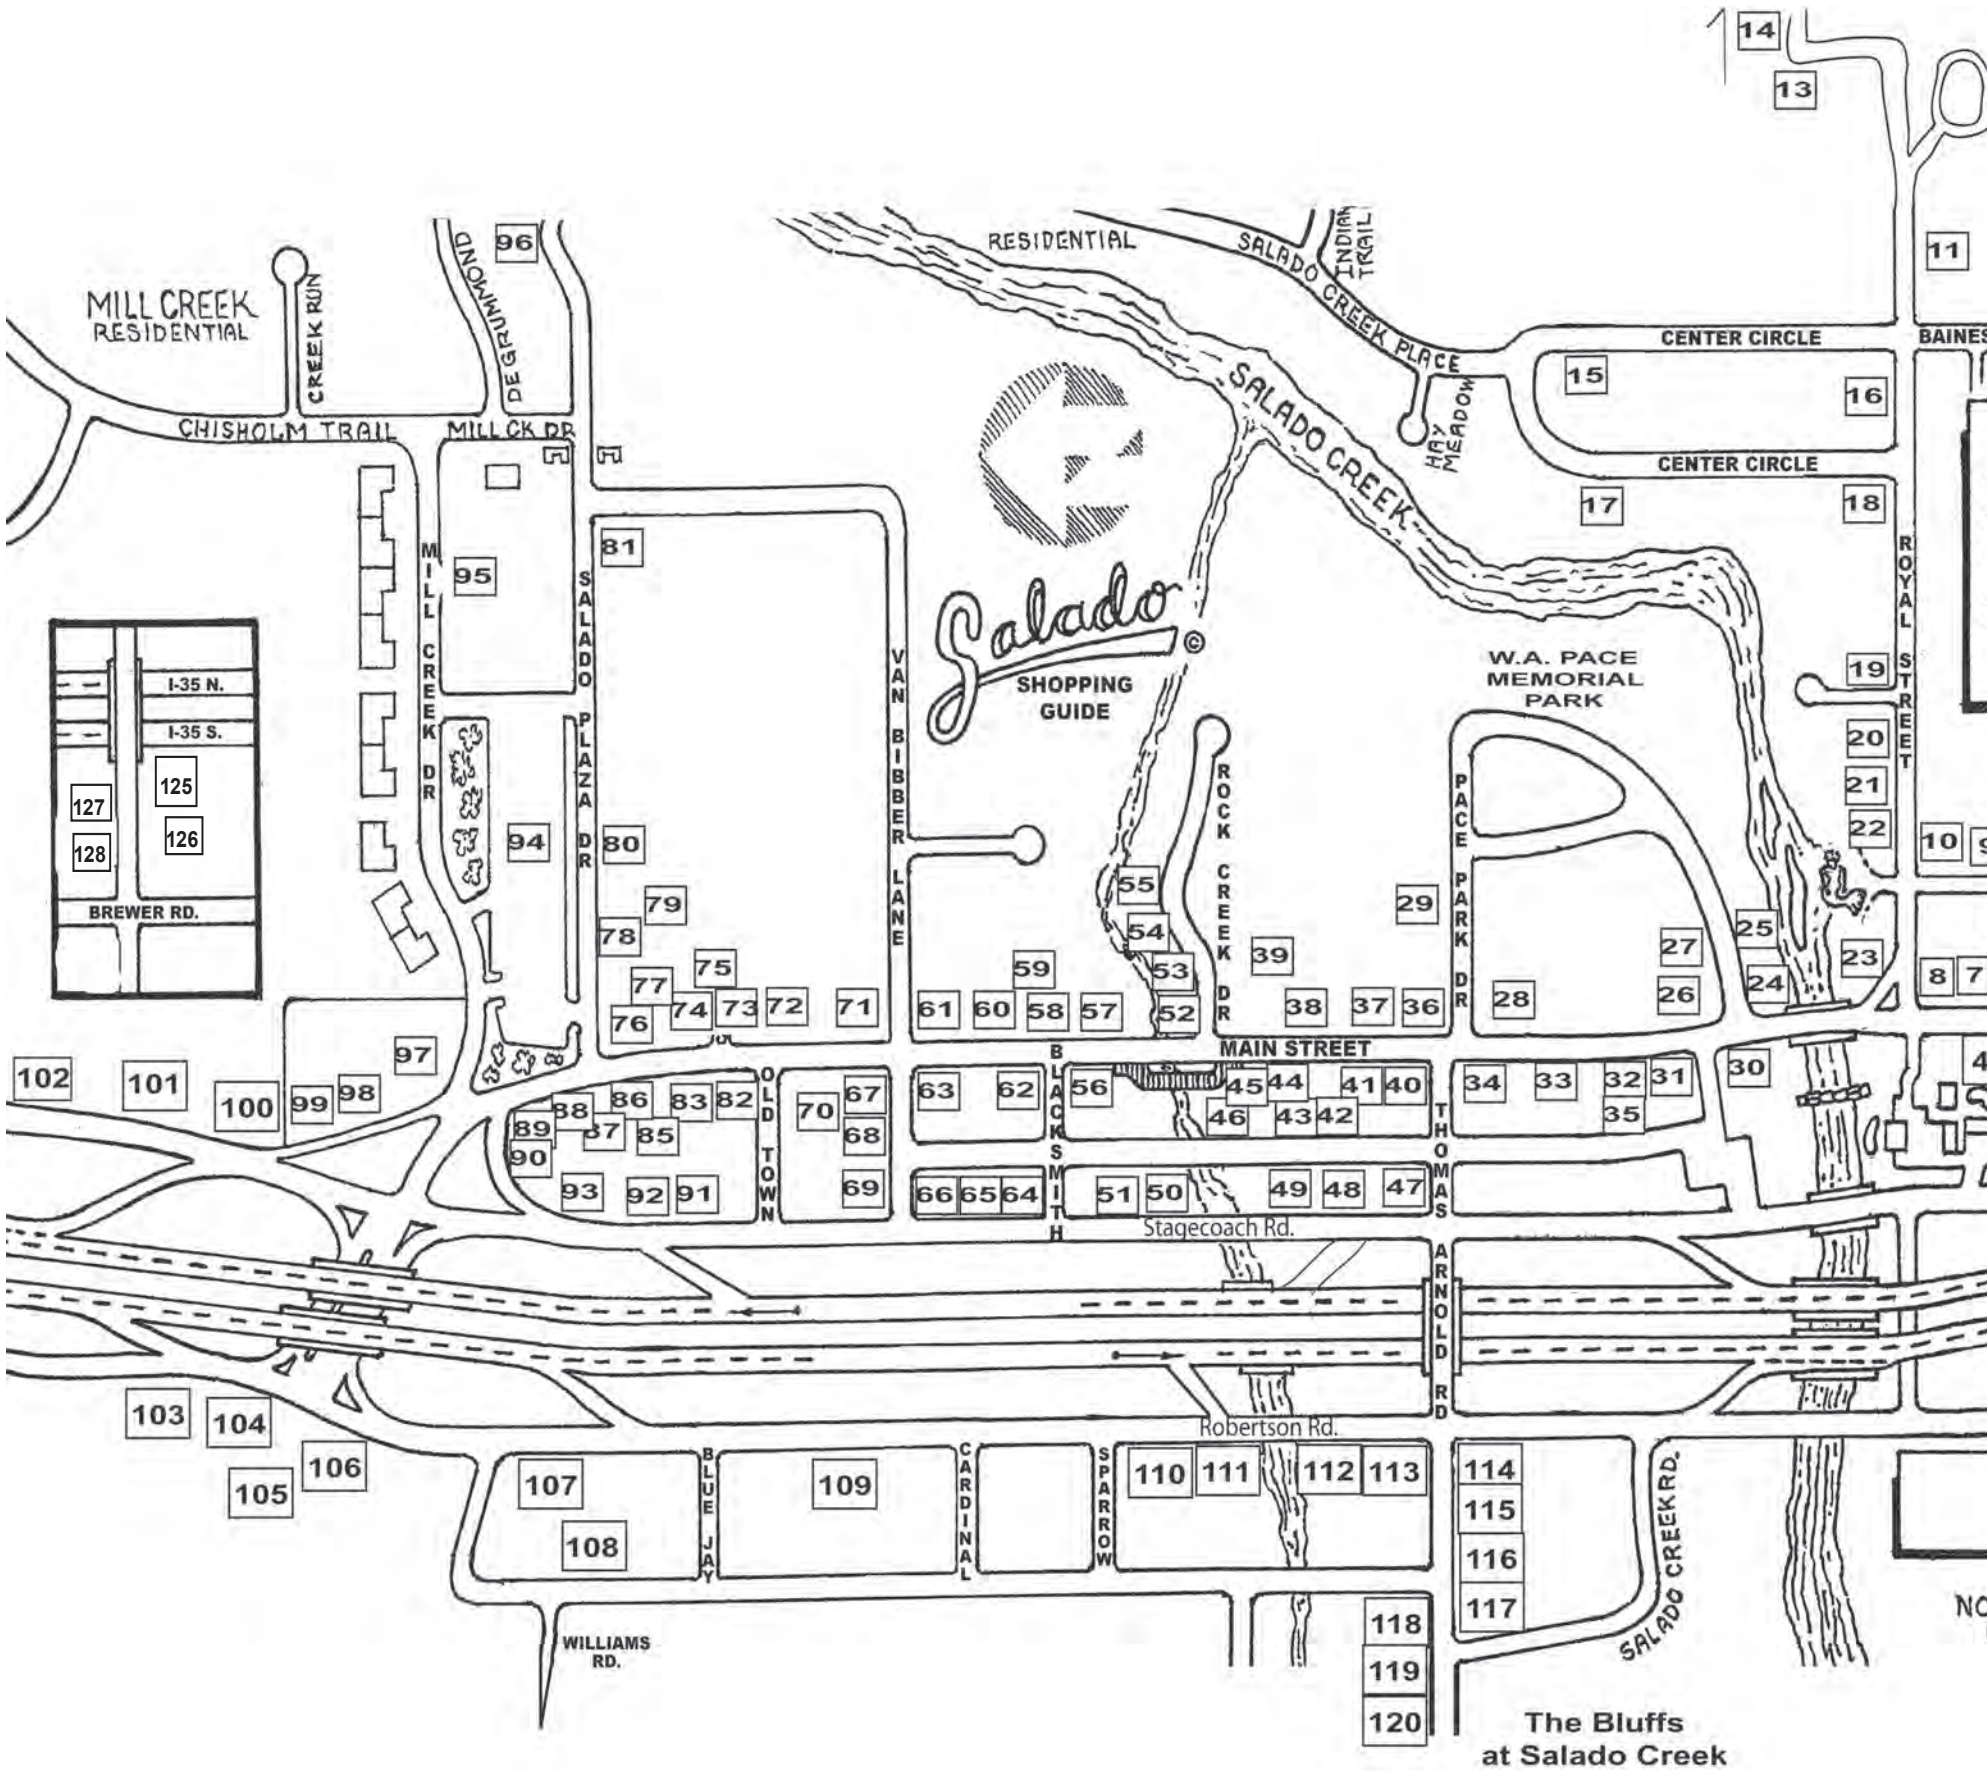 14
13
96
RESIDENTIAL
SALADO CREEK PLACE
INDIAN
TRAIL
11
MILL CREEK
RESIDENTIAL
CREEK RUN
DEGRUMMOND
CENTER CIRCLE
CHISHOLM TRAIL
MILL CK DR
SALADO CREEK
HAY
MEADOW
15
16
CENTER CIRCLE
17
18
81
95
MILL CREEK DR
SALADO PLAZA DR
VAN BIBBER LANE
Salado
©
SHOPPING
GUIDE
W.A. PACE
MEMORIAL
PARK
ROYAL STREET
19
20
21
22
10
I-35 N.
I-35 S.
125
127
126
128
BREWER RD.
94
80
ROCK CREEK DR
PACE PARK DR
55
79
78
54
29
25
75
77
59
53
39
27
23
24
8
7
76
74
73
72
71
61
60
58
57
52
38
37
36
28
26
MAIN STREET
102
101
100
99
98
97
88
86
83
82
OLD TOWN
67
63
62
BLACKSMITH
56
45
44
41
40
34
33
32
31
30
89
87
85
70
68
46
43
42
THOMAS ARNOLD RD
35
90
93
92
91
69
66
65
64
51
50
49
48
47
Stagecoach Rd.
103
104
Robertson Rd.
105
106
107
108
BLUE JAY
109
CARDINAL
SPARROW
110
111
112
113
114
115
116
117
SALADO CREEK RD.
118
119
120
WILLIAMS
RD.
The Bluffs
at Salado Creek